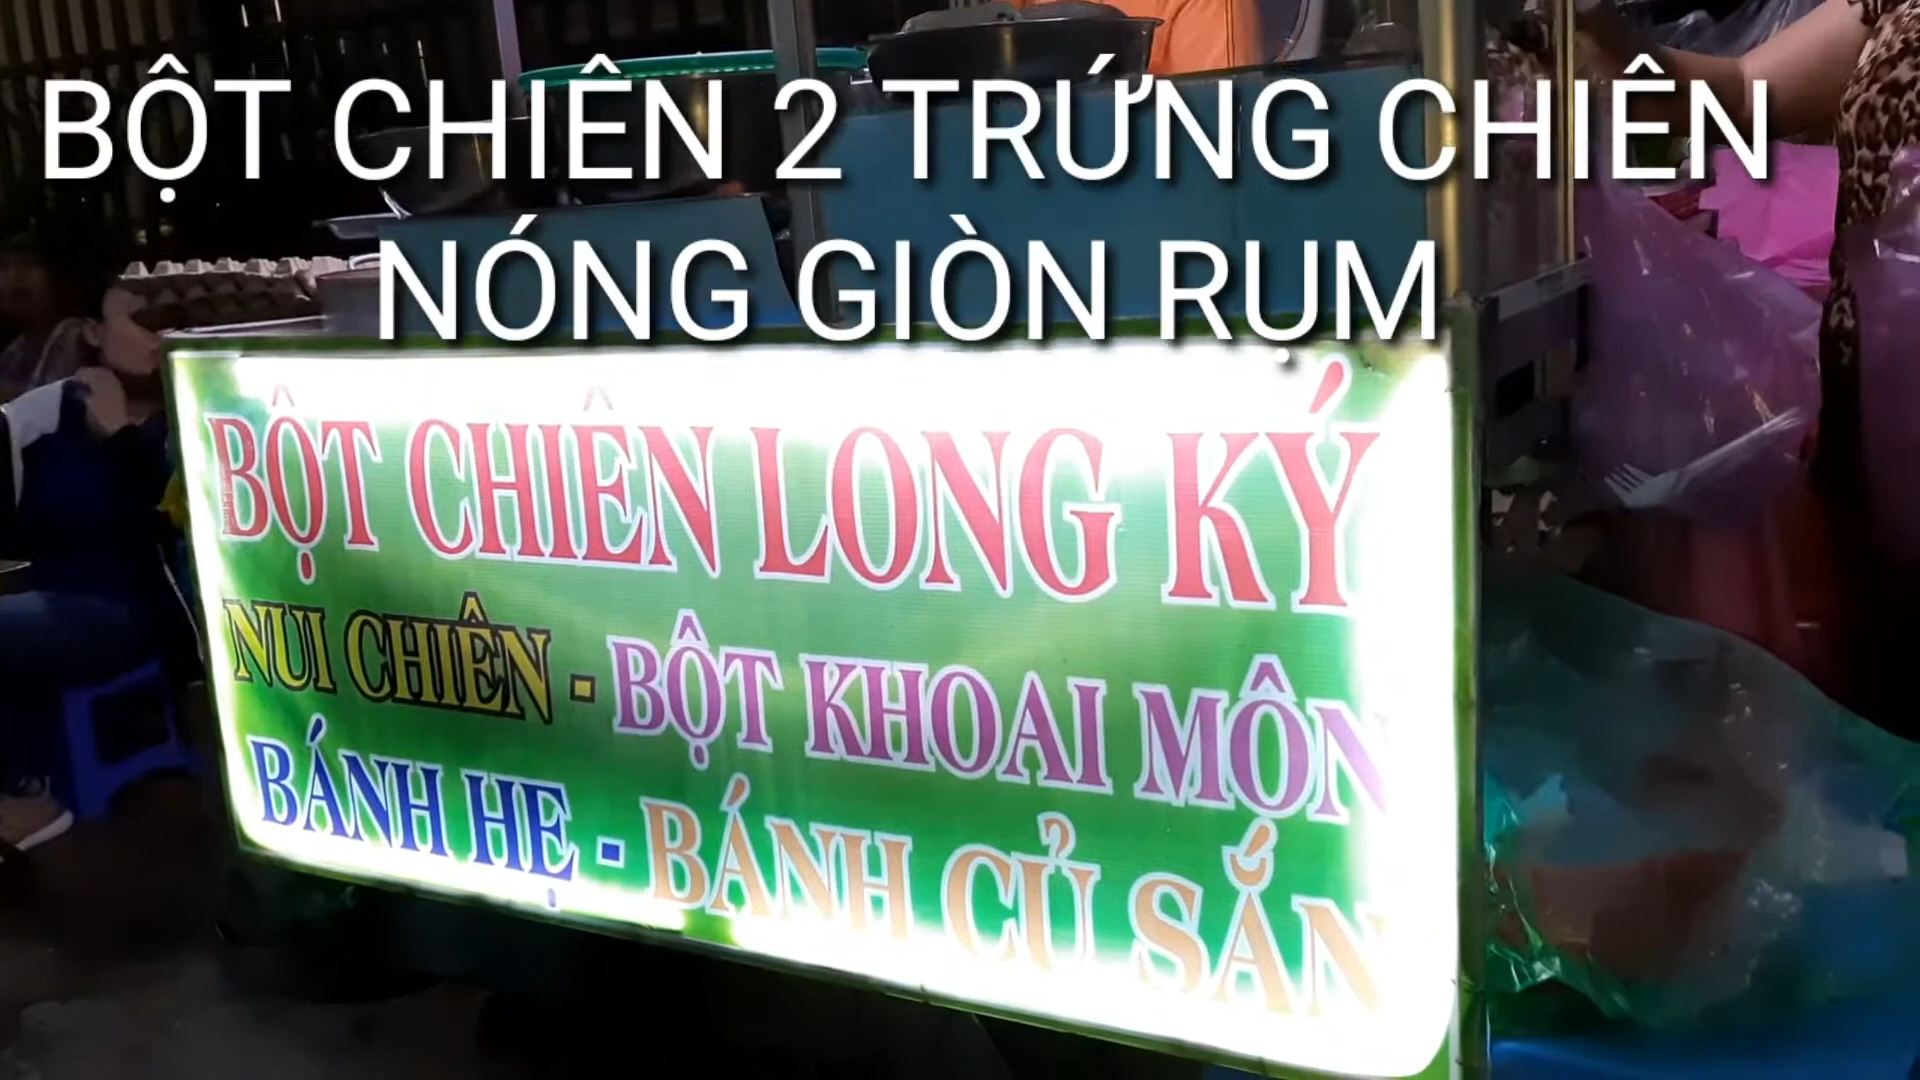 BỘT CHIÊN 2 TRỨNG CHIÊN
NÓNG GIÒN RỤM
BỘT CHIÊN LONG KÝ
NUI CHIÊN - BỘT KHOAI MÔN
BÁNH HẸ - BÁNH CỦ SẮN